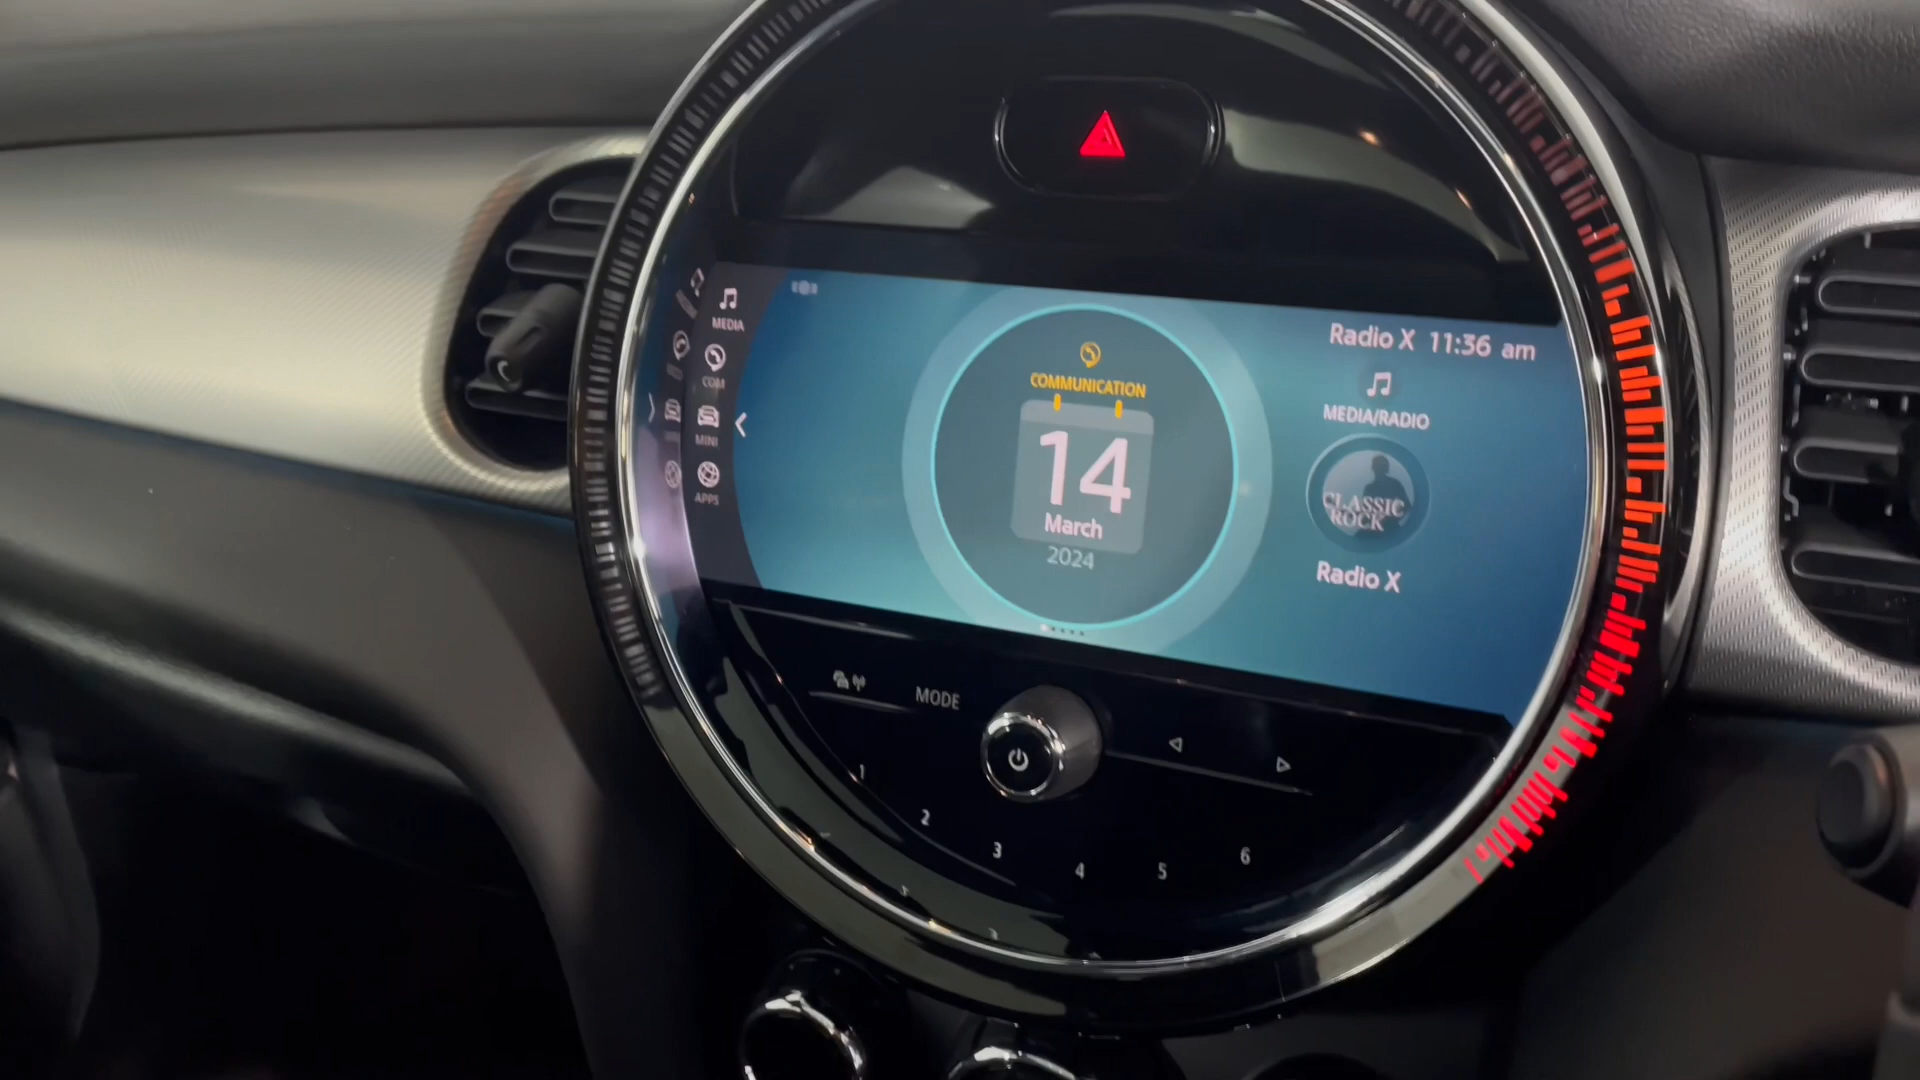 MEDIA
COM
MINI
APPS
COMMUNICATION
14
March
2024
Radio X 11:36 am
MEDIA/RADIO
CLASSIC
ROCK
Radio X
MODE
1
2
3
4
5
6